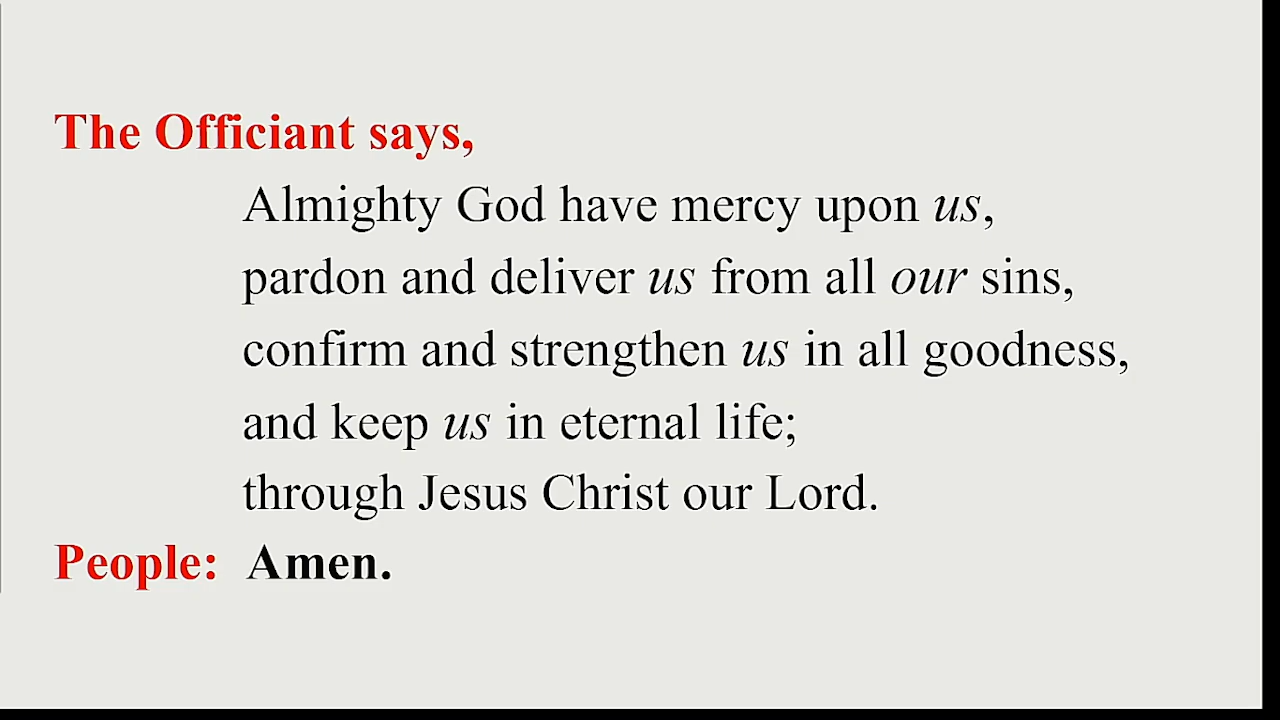 The Officiant says,
Almighty God have mercy upon us,
pardon and deliver us from all our sins,
confirm and strengthen us in all goodness,
and keep us in eternal life;
through Jesus Christ our Lord.
People: Amen.